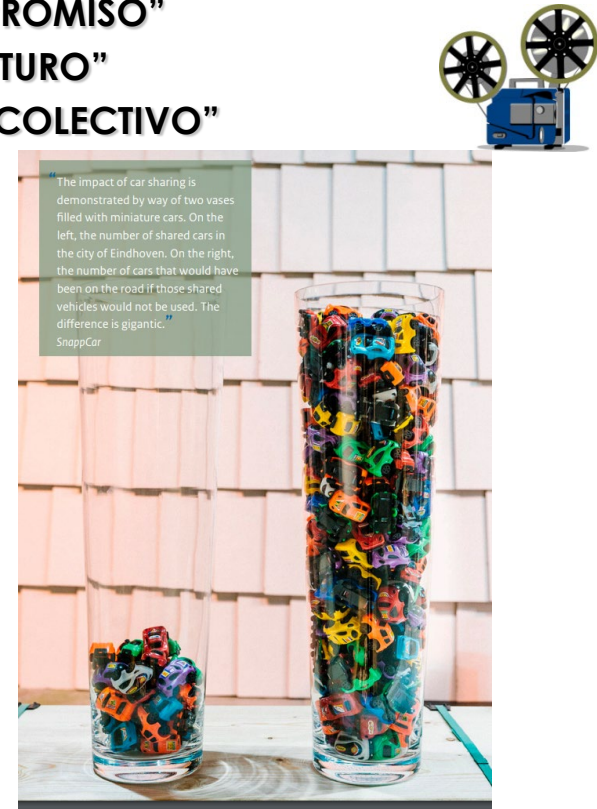 ROMISO”
TURO”
COLECTIVO”
“The impact of car sharing is
demonstrated by way of two vases
filled with miniature cars. On the
left, the number of shared cars in
the city of Eindhoven. On the right,
the number of cars that would have
been on the road if those shared
vehicles would not be used. The
difference is gigantic.”
SnappCar